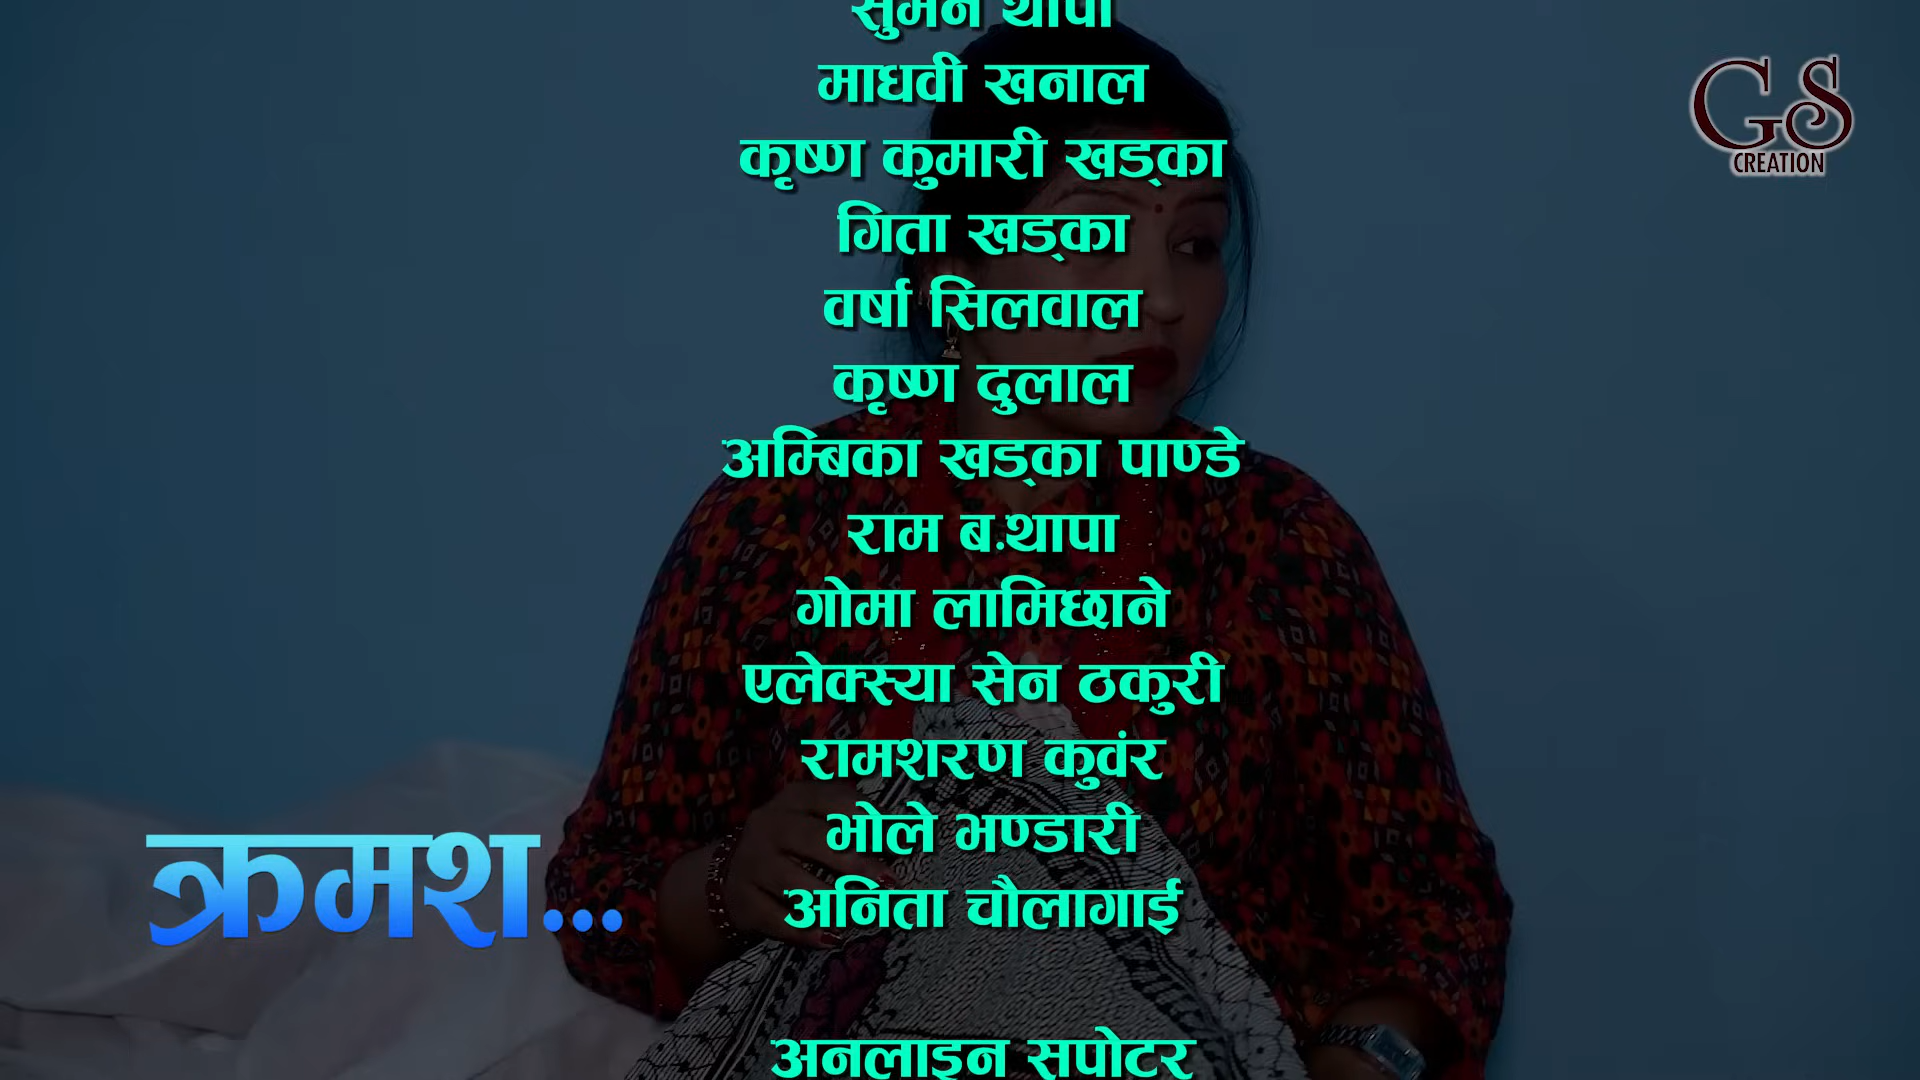 सुमन थापा
माधवी खनाल
कृष्ण कुमारी खड्का
गिता खड्का
वर्षा सिलवाल
कृष्ण दुलाल
अम्बिका खड्का पाण्डे
राम ब.थापा
गोमा लामिछाने
एलेक्स्या सेन ठकुरी
रामशरण कुवंर
भोले भण्डारी
अनिता चौलागाई
अनलाइन सपोटर
क्रमश...
GS
CREATION